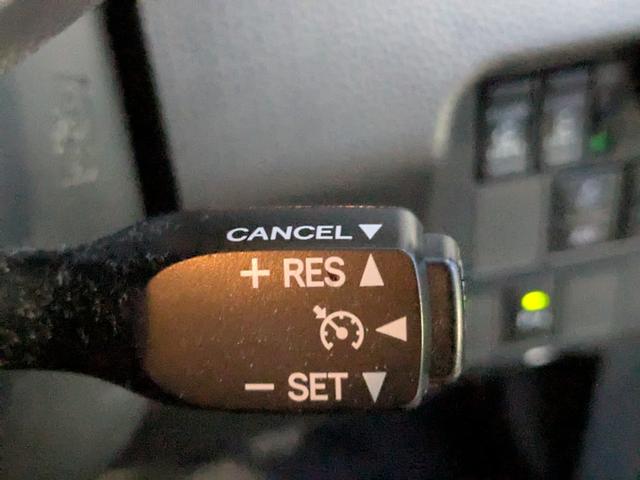 CANCEL▼
+ RES ▲
◀
− SET ▼